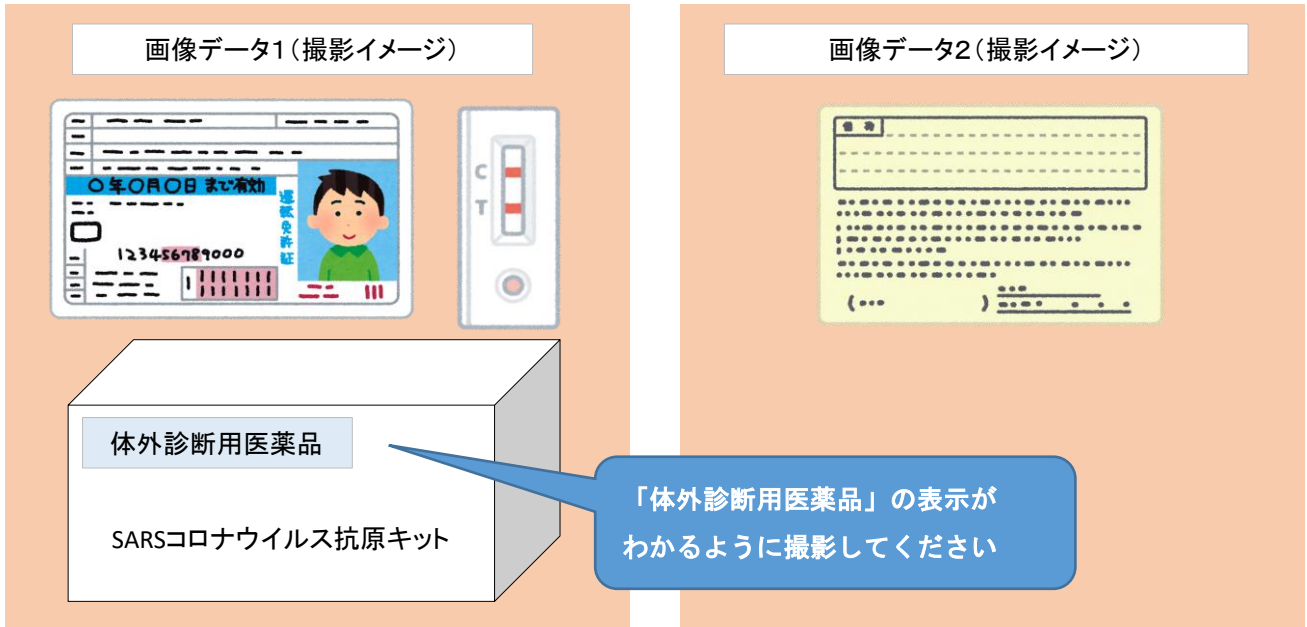 画像データ1(撮影イメージ)
〇年〇月〇日 まで有効
運転免許証
123456789000
C
T
体外診断用医薬品
SARSコロナウイルス抗原キット
「体外診断用医薬品」の表示が
わかるように撮影してください
画像データ2(撮影イメージ)
備考